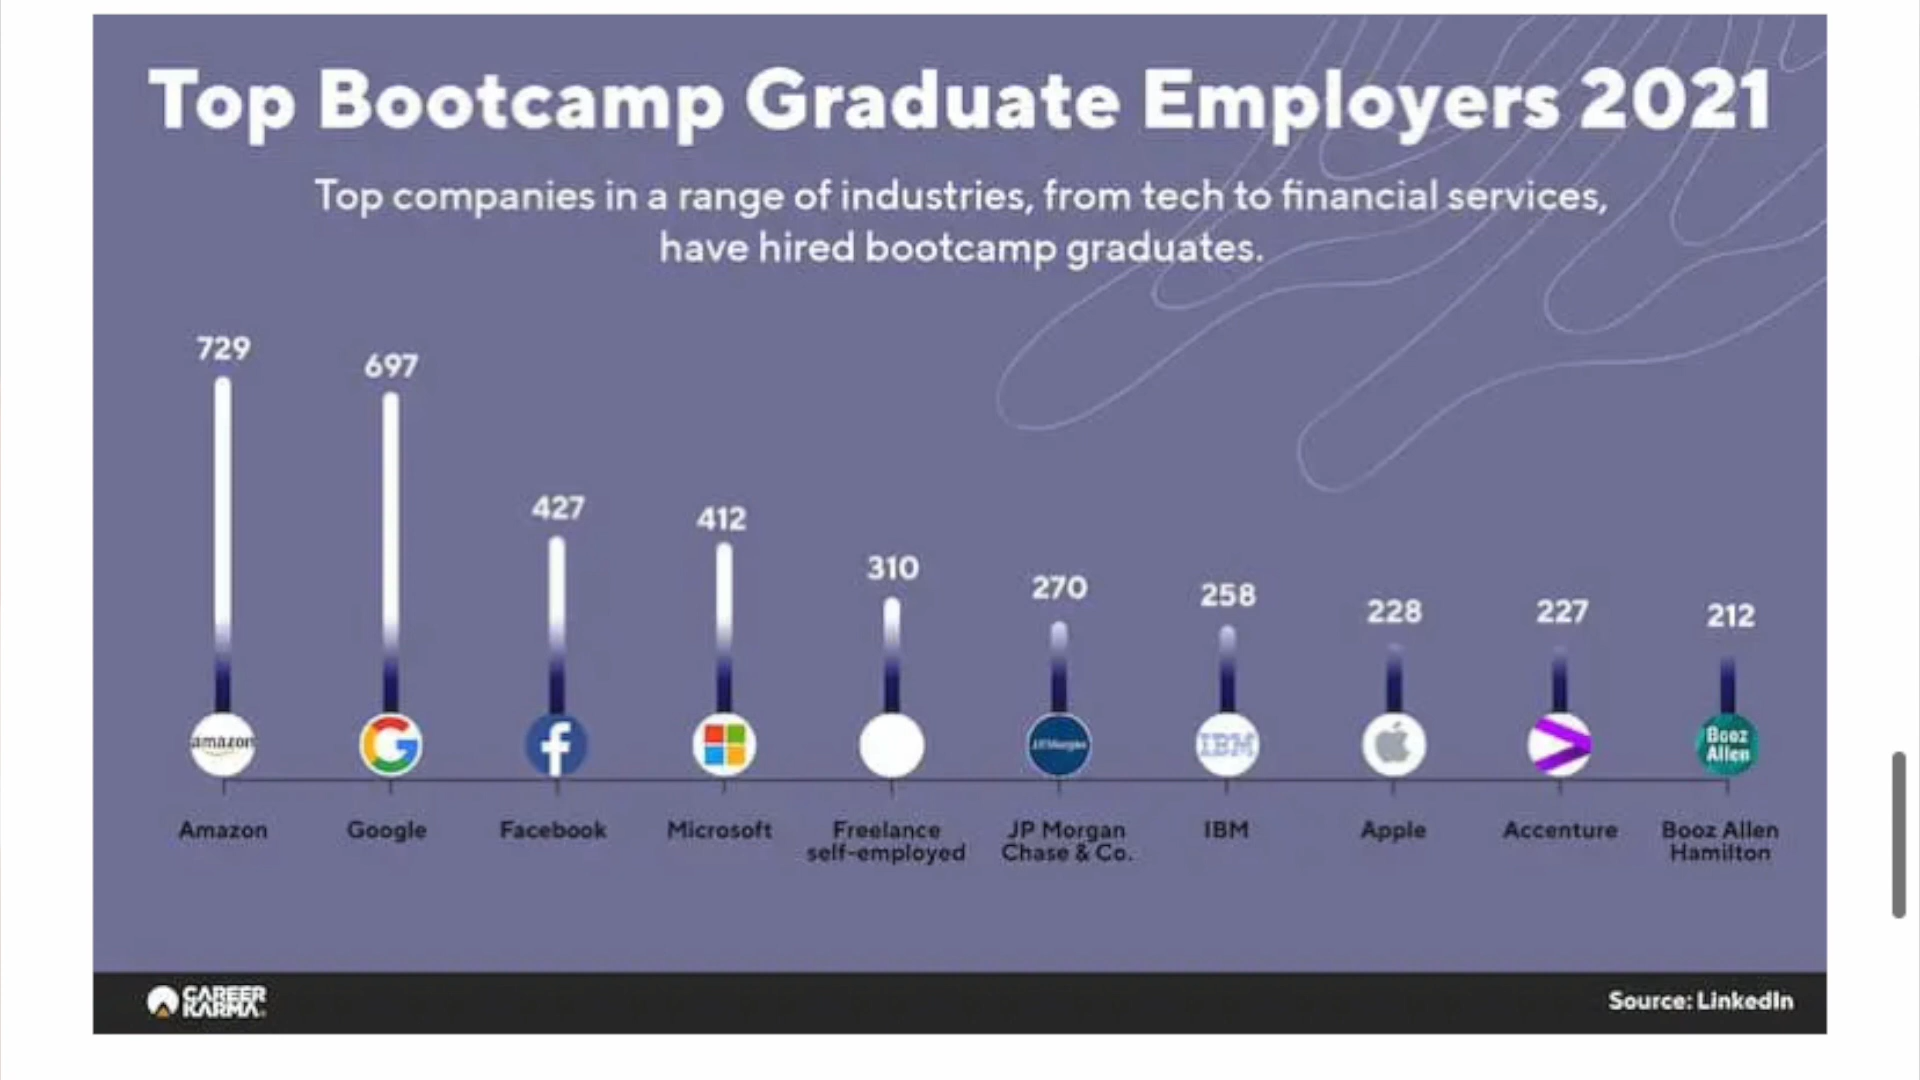 Top Bootcamp Graduate Employers 2021
Top companies in a range of industries, from tech to financial services,
have hired bootcamp graduates.
729
697
427
412
310
270
258
228
227
212
amazon
J.P.Morgan
IBM
Booz
Allen
Amazon
Google
Facebook
Microsoft
Freelance
self-employed
JP Morgan
Chase & Co.
IBM
Apple
Accenture
Booz Allen
Hamilton
CAREER
KARMA
Source: LinkedIn